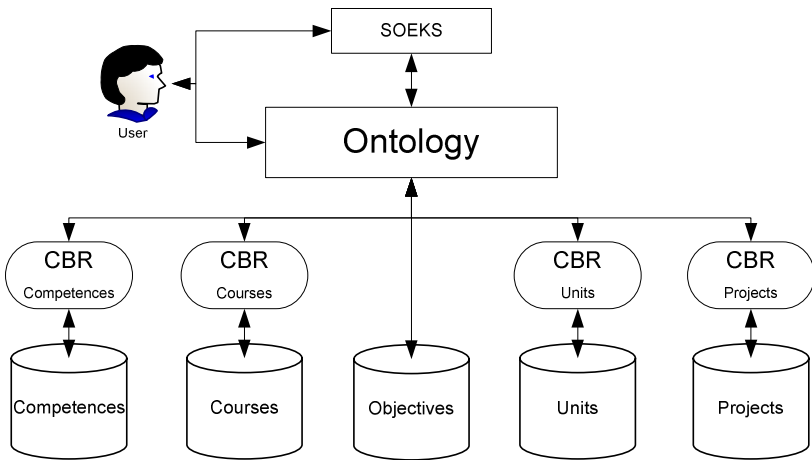 SOEKS
User
Ontology
CBR
Competences
CBR
Courses
CBR
Units
CBR
Projects
Competences
Courses
Objectives
Units
Projects